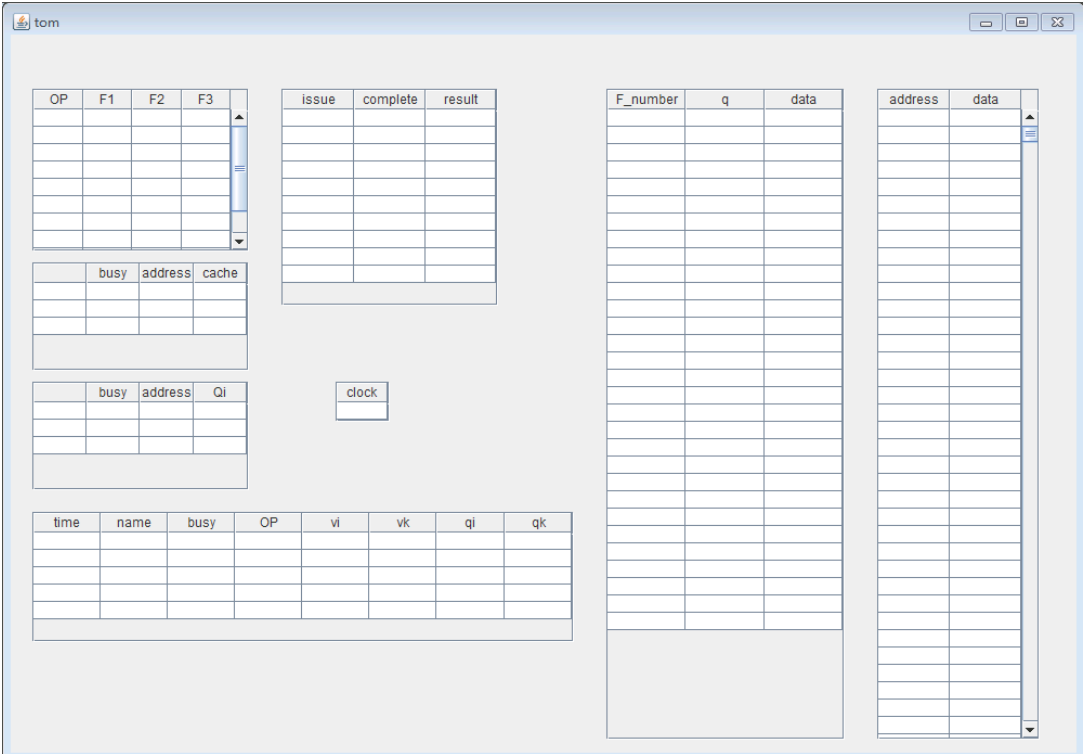 tom
OP F1 F2 F3
issue complete result
F_number q data
address data
busy address cache
busy address Qi
clock
time name busy OP vi vk qi qk